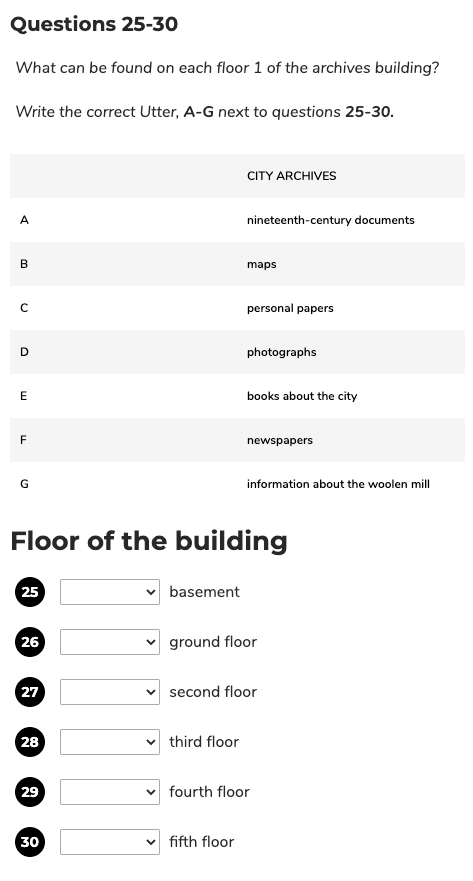 Questions 25-30
What can be found on each floor 1 of the archives building?
Write the correct Utter, A-G next to questions 25-30.
CITY ARCHIVES
A nineteenth-century documents
B maps
C personal papers
D photographs
E books about the city
F newspapers
G information about the woolen mill
Floor of the building
25 basement
26 ground floor
27 second floor
28 third floor
29 fourth floor
30 fifth floor